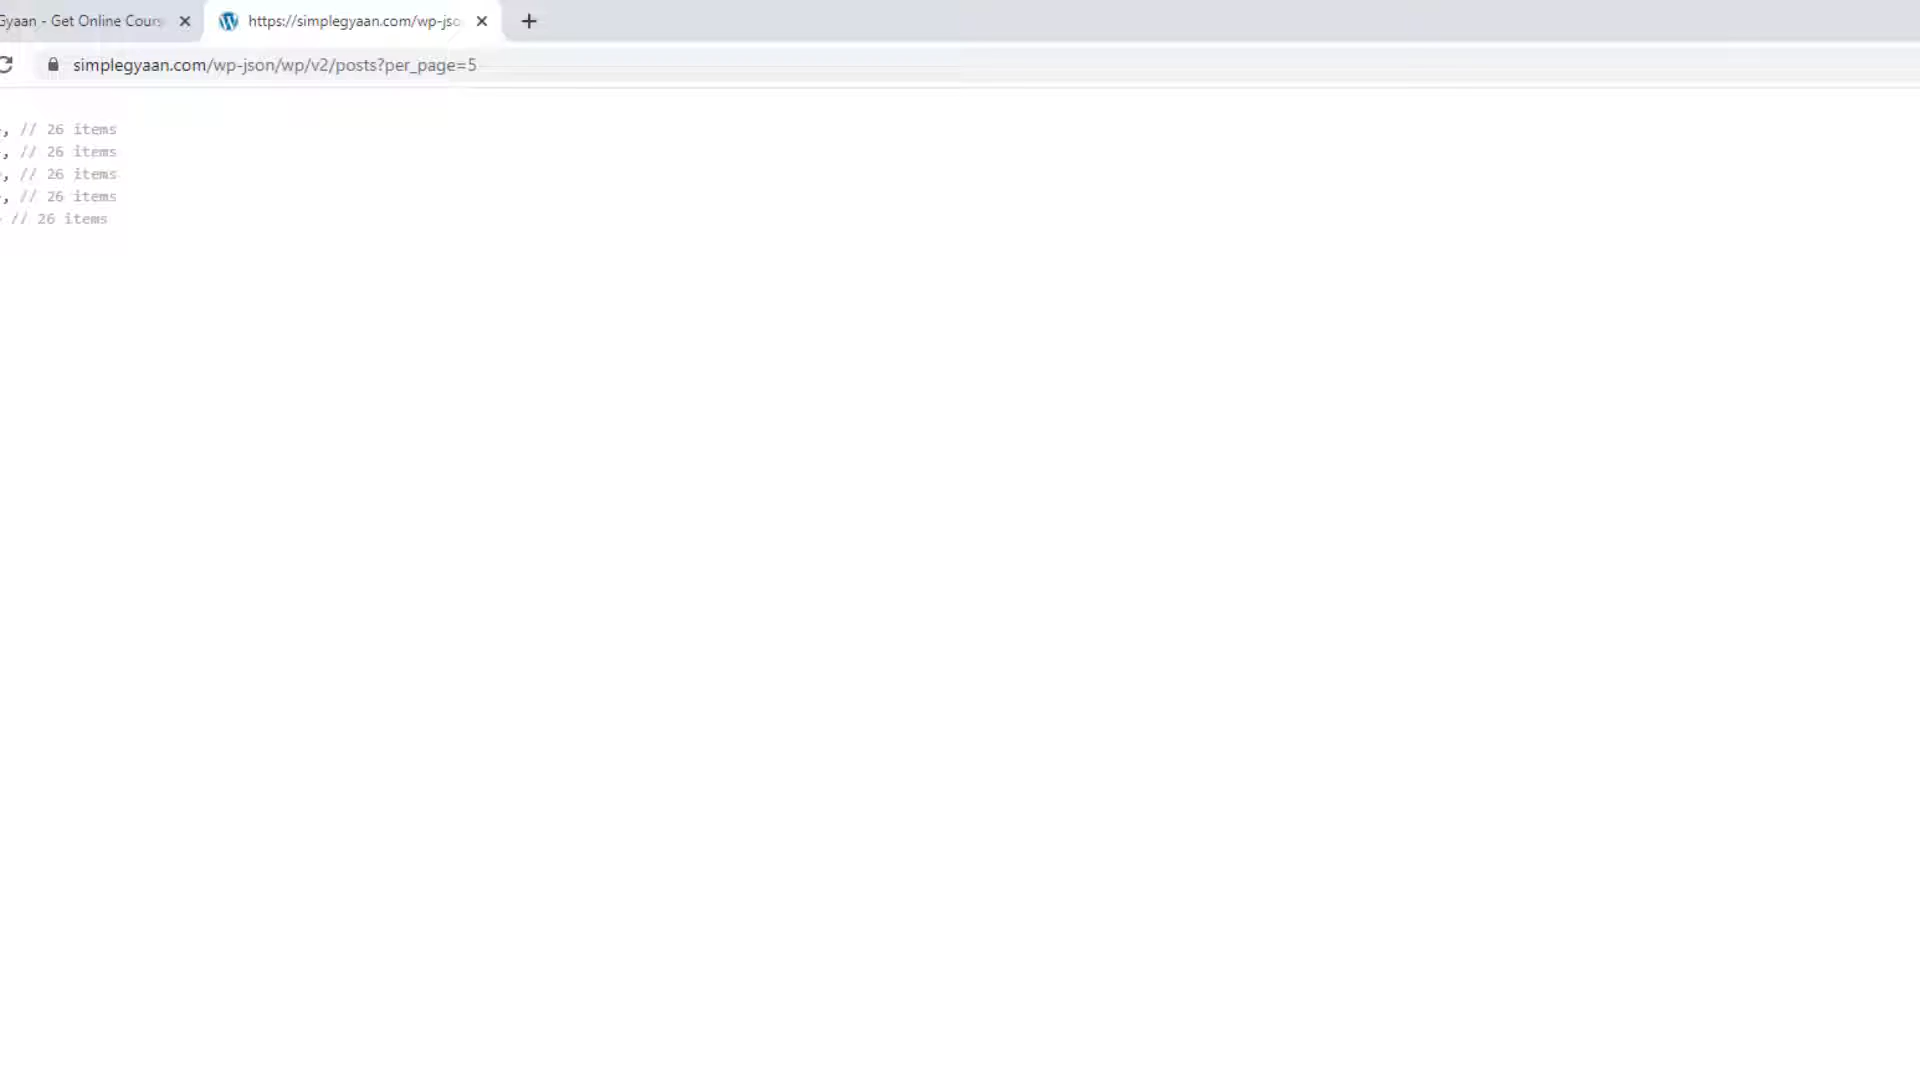 Gyaan - Get Online Cours
https://simplegyaan.com/wp-jso
simplegyaan.com/wp-json/wp/v2/posts?per_page=5
, // 26 items
, // 26 items
, // 26 items
, // 26 items
// 26 items